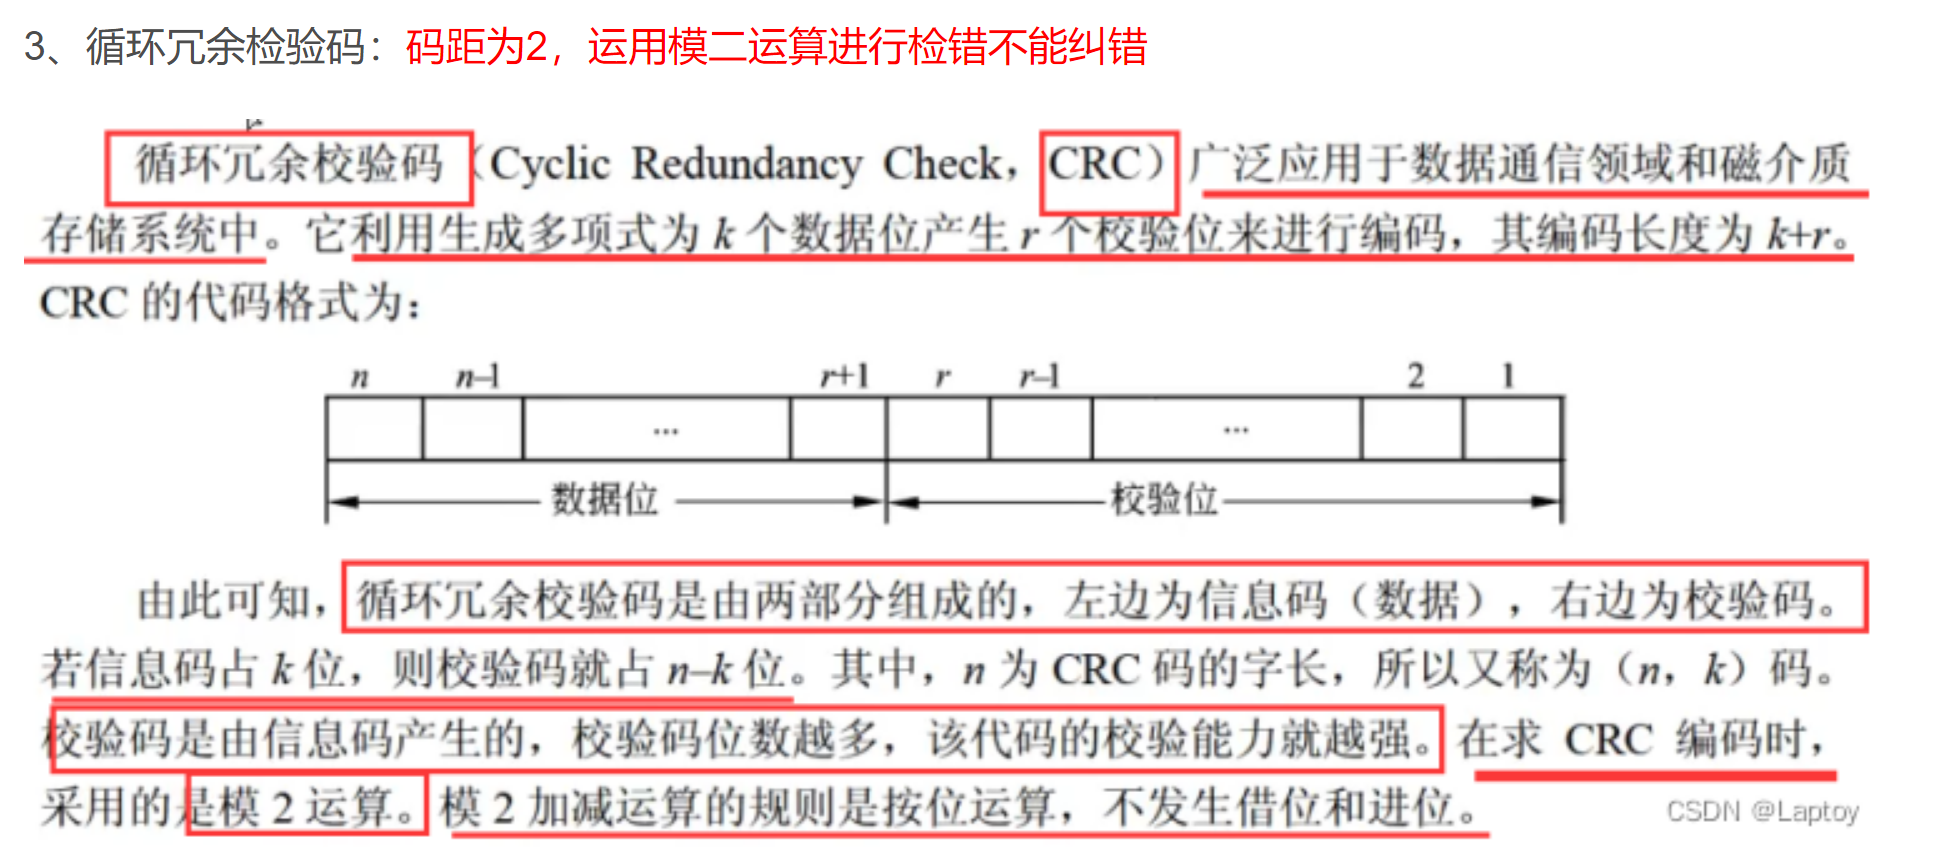 3、循环冗余检验码：码距为2，运用模二运算进行检错不能纠错
循环冗余校验码（Cyclic Redundancy Check，CRC）广泛应用于数据通信领域和磁介质
存储系统中。它利用生成多项式为 k 个数据位产生 r 个校验位来进行编码，其编码长度为 k+r。
CRC 的代码格式为：
n n–1 r+1 r r–1 2 1
... ...
数据位 校验位
由此可知，循环冗余校验码是由两部分组成的，左边为信息码（数据），右边为校验码。
若信息码占 k 位，则校验码就占 n–k 位。其中，n 为 CRC 码的字长，所以又称为（n，k）码。
校验码是由信息码产生的，校验码位数越多，该代码的校验能力就越强。在求 CRC 编码时，
采用的是模 2 运算。模 2 加减运算的规则是按位运算，不发生借位和进位。
CSDN @Laptoy